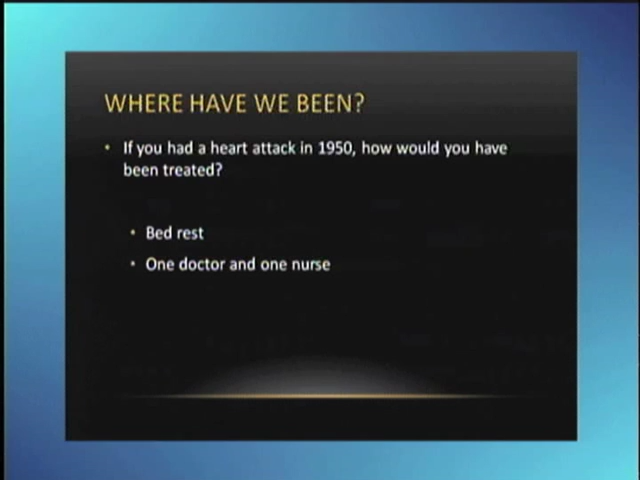 WHERE HAVE WE BEEN?
• If you had a heart attack in 1950, how would you have
been treated?
• Bed rest
• One doctor and one nurse